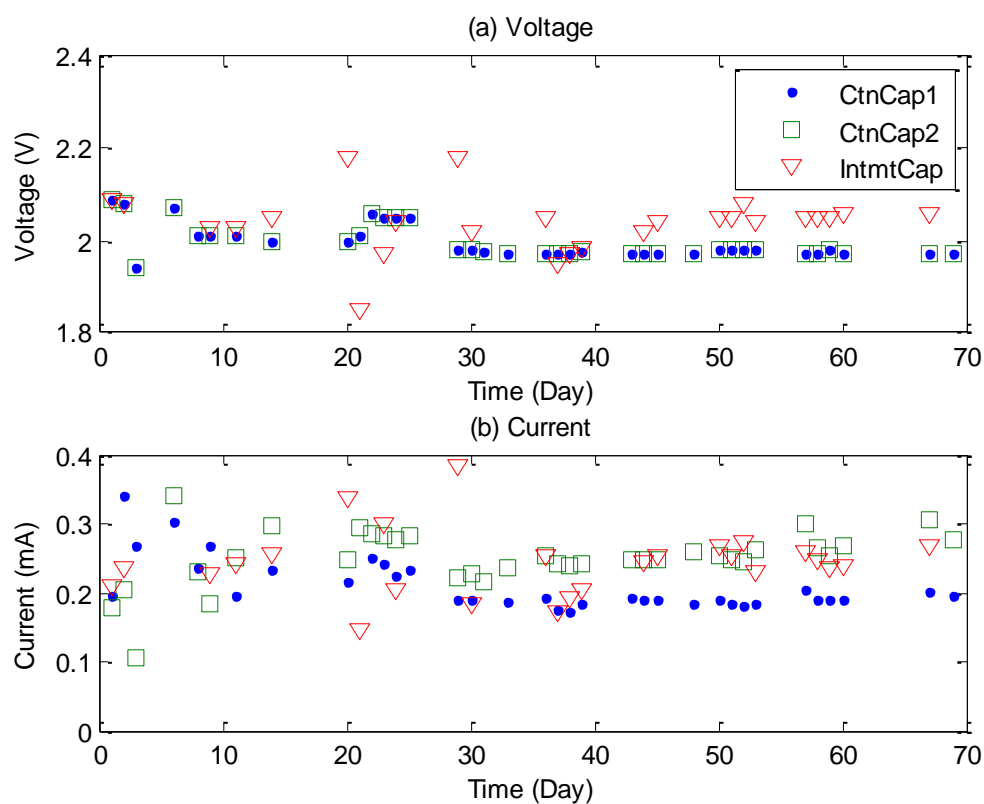 (a) Voltage
2.4
2.2
2
1.8
Voltage (V)
CtnCap1
CtnCap2
IntmtCap
0 10 20 30 40 50 60 70
Time (Day)
(b) Current
0.4
0.3
0.2
0.1
0
Current (mA)
0 10 20 30 40 50 60 70
Time (Day)